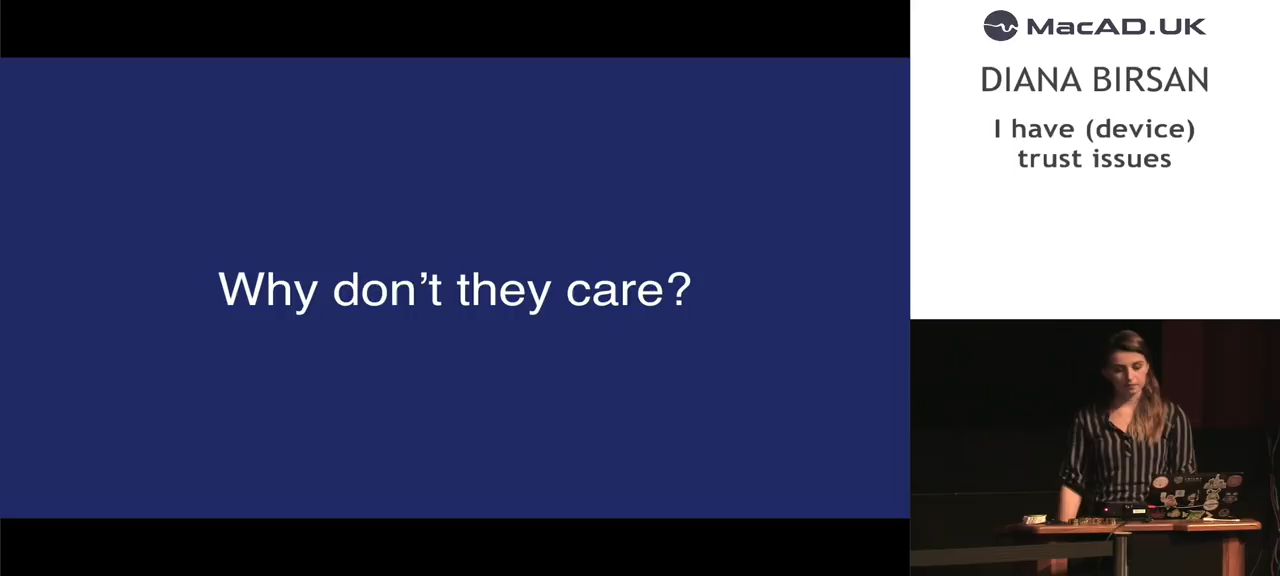 Why don't they care?
MacAD.UK
DIANA BIRSAN
I have (device)
trust issues